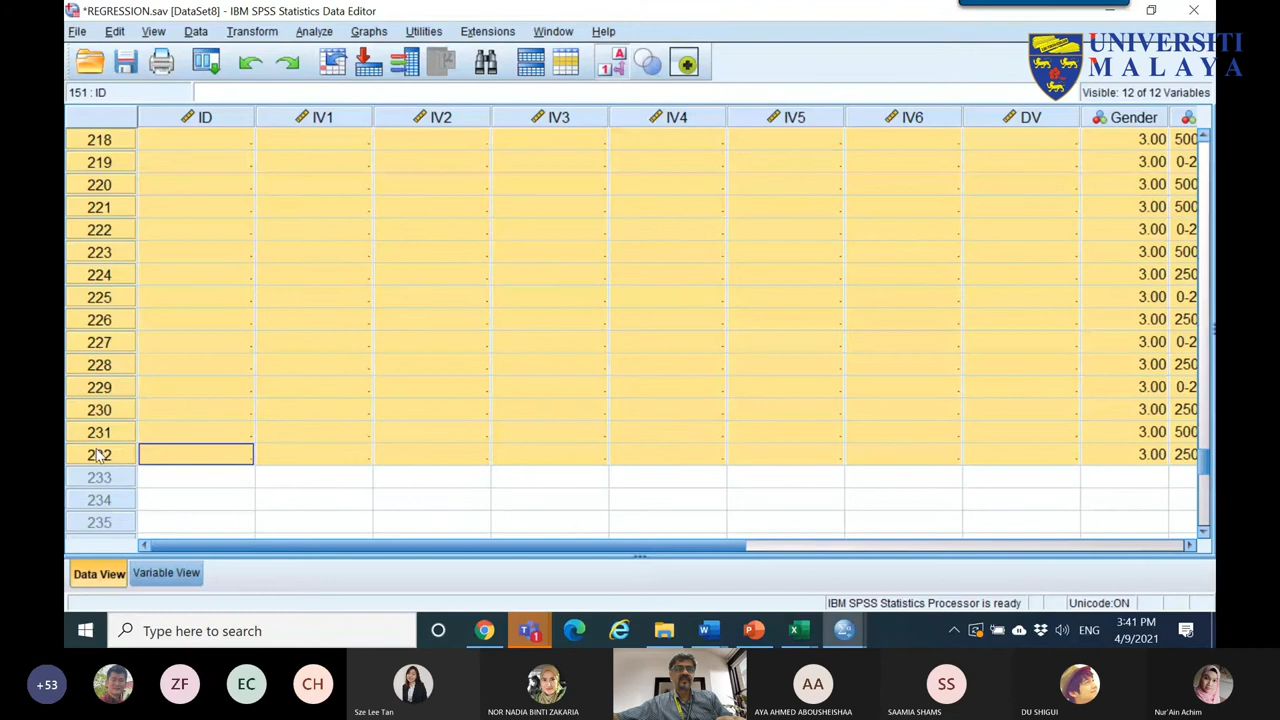 *REGRESSION.sav [DataSet8] - IBM SPSS Statistics Data Editor
File Edit View Data Transform Analyze Graphs Utilities Extensions Window Help
UNIVERSITI
MALAYA
151 : ID
Visible: 12 of 12 Variables
ID IV1 IV2 IV3 IV4 IV5 IV6 DV Gender
218 . . . . . . . . 3.00 500
219 . . . . . . . . 3.00 0-2
220 . . . . . . . . 3.00 500
221 . . . . . . . . 3.00 500
222 . . . . . . . . 3.00 0-2
223 . . . . . . . . 3.00 500
224 . . . . . . . . 3.00 250
225 . . . . . . . . 3.00 0-2
226 . . . . . . . . 3.00 250
227 . . . . . . . . 3.00 0-2
228 . . . . . . . . 3.00 250
229 . . . . . . . . 3.00 0-2
230 . . . . . . . . 3.00 250
231 . . . . . . . . 3.00 500
232 . . . . . . . . 3.00 250
233
234
235
Data View Variable View
IBM SPSS Statistics Processor is ready Unicode:ON
Type here to search
ENG
3:41 PM
4/9/2021
+53 ZF EC CH AA SS
Sze Lee Tan NOR NADIA BINTI ZAKARIA AYA AHMED ABOUSHEISHAA SAAMIA SHAMS DU SHIGUI Nur'Ain Achim